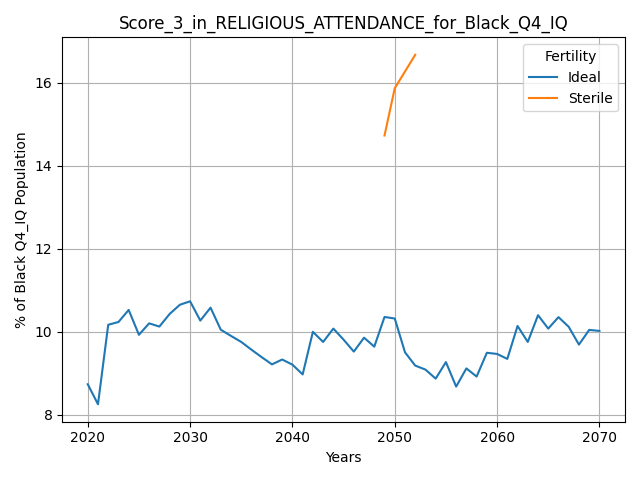 Score_3_in_RELIGIOUS_ATTENDANCE_for_Black_Q4_IQ
Fertility
Ideal
Sterile
% of Black Q4_IQ Population
16
14
12
10
8
2020 2030 2040 2050 2060 2070
Years